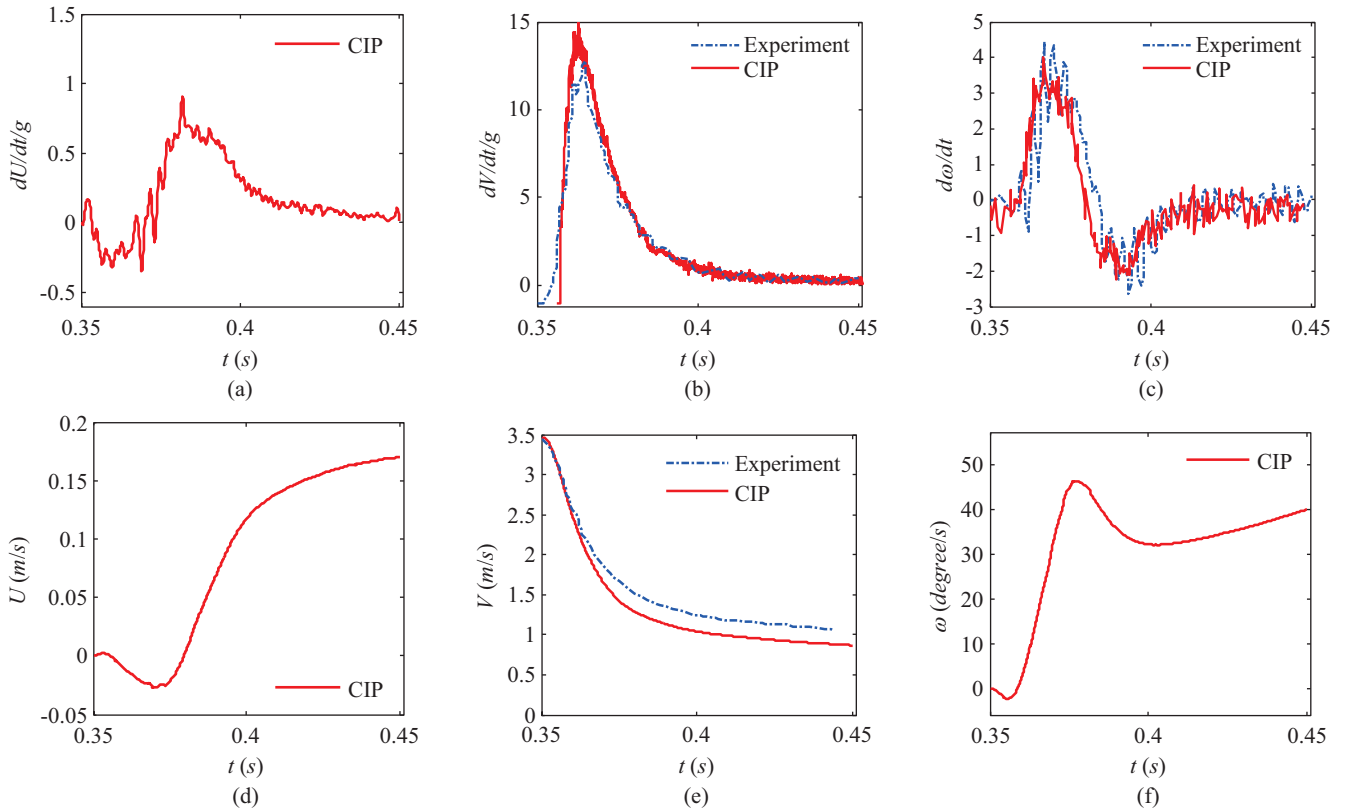 1.5
1
0.5
0
-0.5
dU/dt/g
CIP
0.35
0.4
0.45
t (s)
(a)
15
10
5
0
dV/dt/g
Experiment
CIP
0.35
0.4
0.45
t (s)
(b)
5
4
3
2
1
0
-1
-2
-3
dω/dt
Experiment
CIP
0.35
0.4
0.45
t (s)
(c)
0.2
0.15
0.1
0.05
0
-0.05
U (m/s)
CIP
0.35
0.4
0.45
t (s)
(d)
3.5
3
2.5
2
1.5
1
0.5
0
V (m/s)
Experiment
CIP
0.35
0.4
0.45
t (s)
(e)
50
40
30
20
10
0
ω (degree/s)
CIP
0.35
0.4
0.45
t (s)
(f)